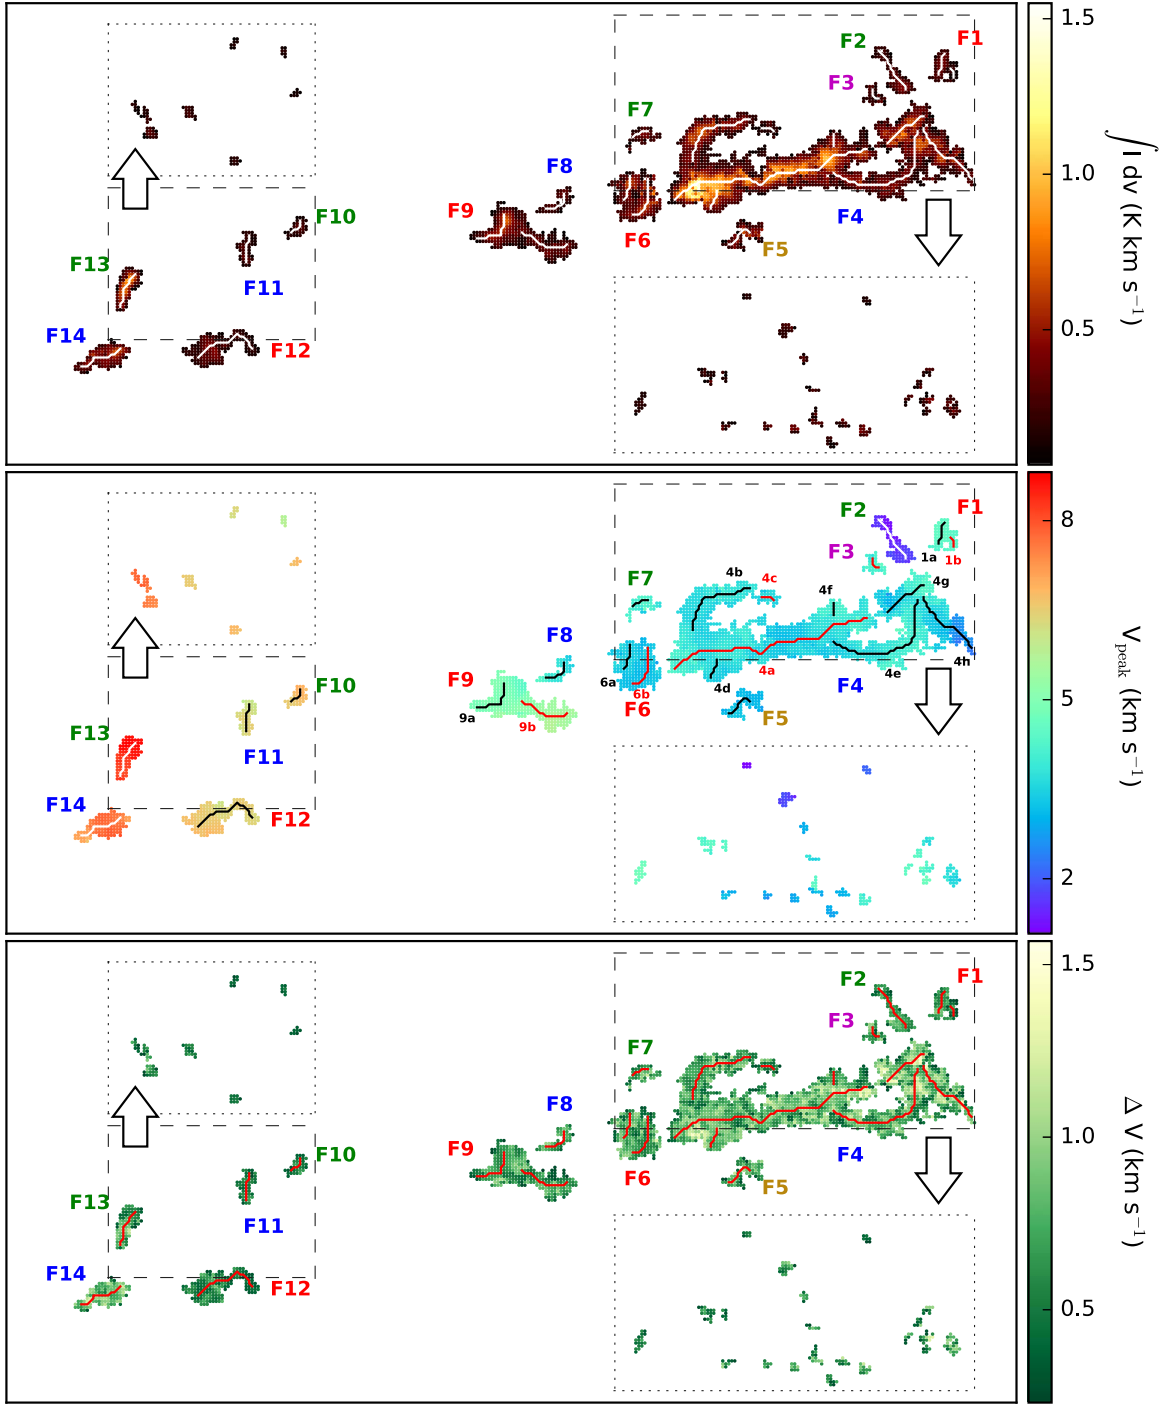 F2
F1
1.5
F3
F7
F8
1.0
F10
F9
F6
F4
F13
F5
F11
F14
F12
0.5
∫ I dv (K km s⁻¹)
F2
F1
8
F3
1a
1b
4b
4c
4f
4g
F7
F8
F10
F9
6a
6b
4d
4a
F4
4e
4h
5
F6
9a
9b
F5
F13
F11
F14
F12
2
V_peak (km s⁻¹)
F2
F1
1.5
F3
F7
F8
1.0
F10
F9
F4
F6
F5
F13
F11
F14
F12
0.5
Δ V (km s⁻¹)